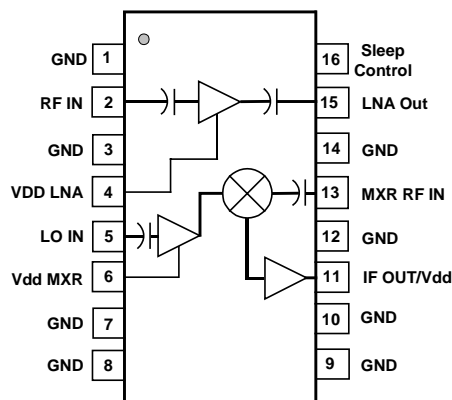 GND 1
RF IN 2
GND 3
VDD LNA 4
LO IN 5
Vdd MXR 6
GND 7
GND 8
16 Sleep
Control
15 LNA Out
14 GND
13 MXR RF IN
12 GND
11 IF OUT/Vdd
10 GND
9 GND